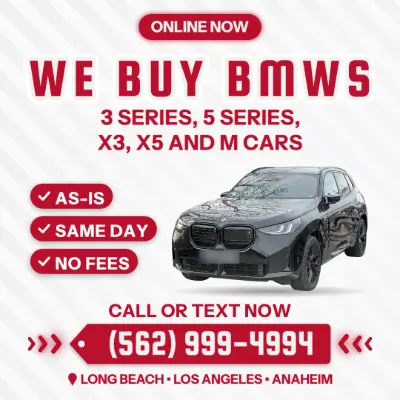 ONLINE NOW
WE BUY BMWS
3 SERIES, 5 SERIES,
X3, X5 AND M CARS
AS-IS
SAME DAY
NO FEES
CALL OR TEXT NOW
(562) 999-4994
LONG BEACH • LOS ANGELES • ANAHEIM